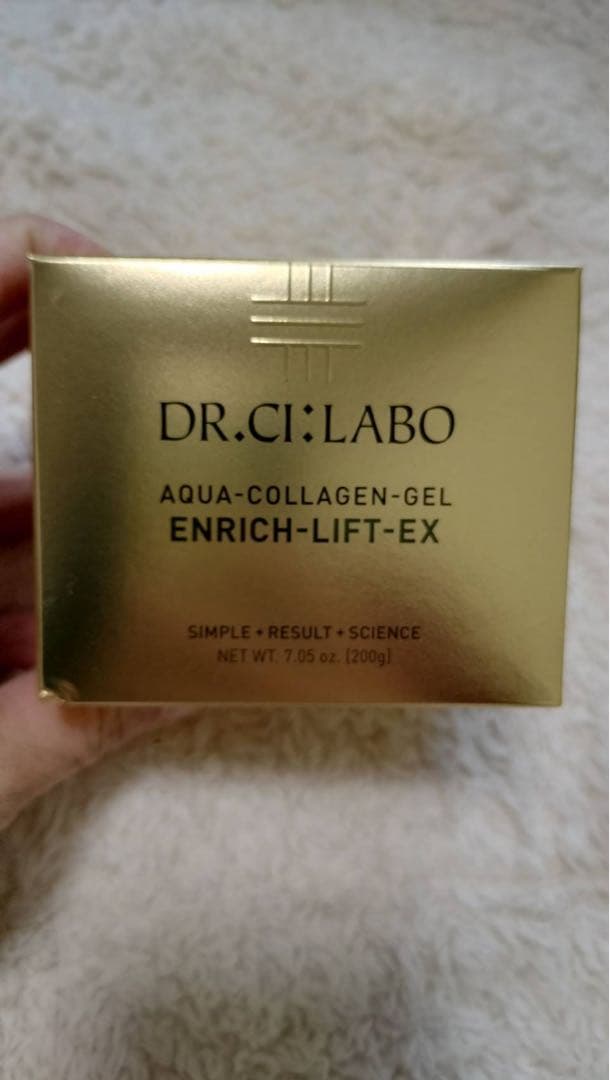 DR.CI:LABO
AQUA-COLLAGEN-GEL
ENRICH-LIFT-EX
SIMPLE + RESULT + SCIENCE
NET WT. 7.05 oz. [200g]